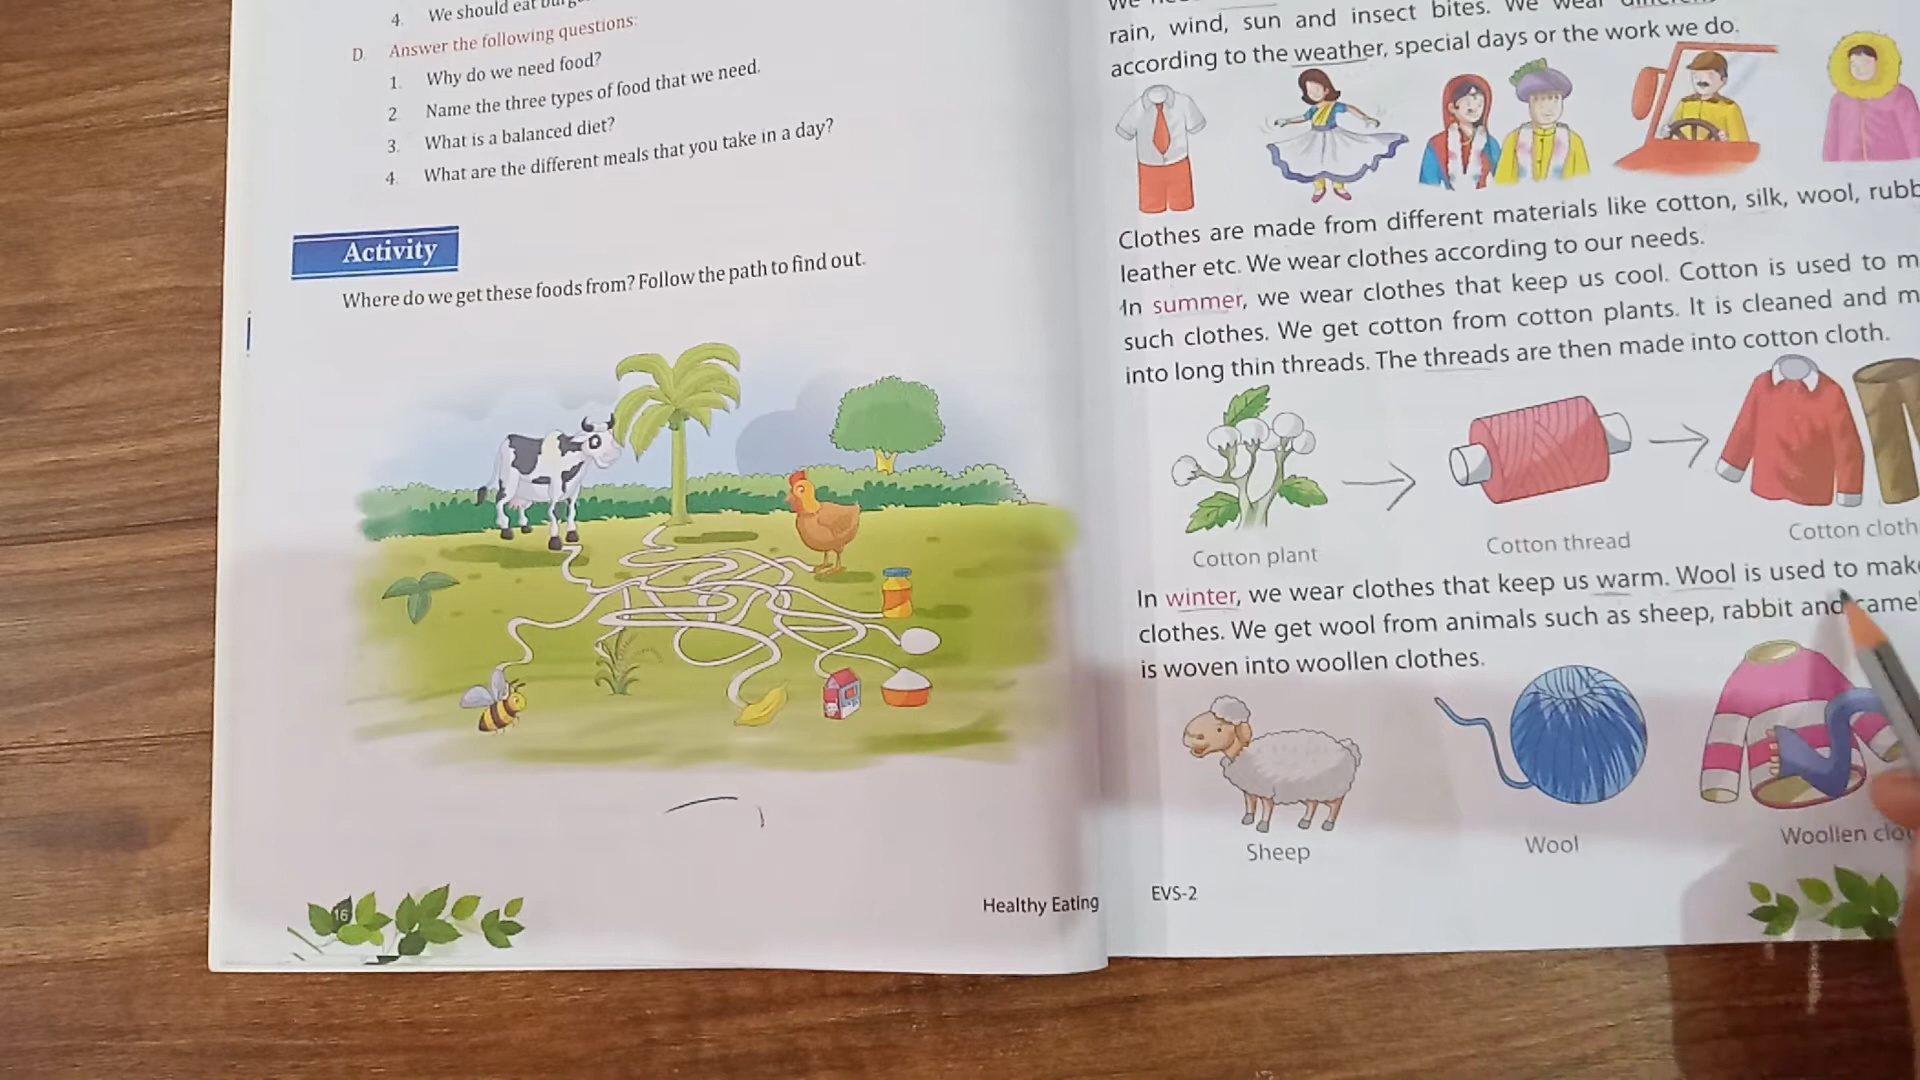 4. We should eat
D. Answer the following questions:
1. Why do we need food?
2 Name the three types of food that we need.
3. What is a balanced diet?
4. What are the different meals that you take in a day?
Activity
Where do we get these foods from? Follow the path to find out.
16
Healthy Eating
rain, wind, sun and insect bites. We wear
according to the weather, special days or the work we do.
Clothes are made from different materials like cotton, silk, wool, rubb
leather etc. We wear clothes according to our needs.
In summer, we wear clothes that keep us cool. Cotton is used to m
such clothes. We get cotton from cotton plants. It is cleaned and m
into long thin threads. The threads are then made into cotton cloth.
Cotton plant
Cotton thread
Cotton cloth
In winter, we wear clothes that keep us warm. Wool is used to make
clothes. We get wool from animals such as sheep, rabbit and came
is woven into woollen clothes.
Sheep
Wool
Woollen clo
EVS-2